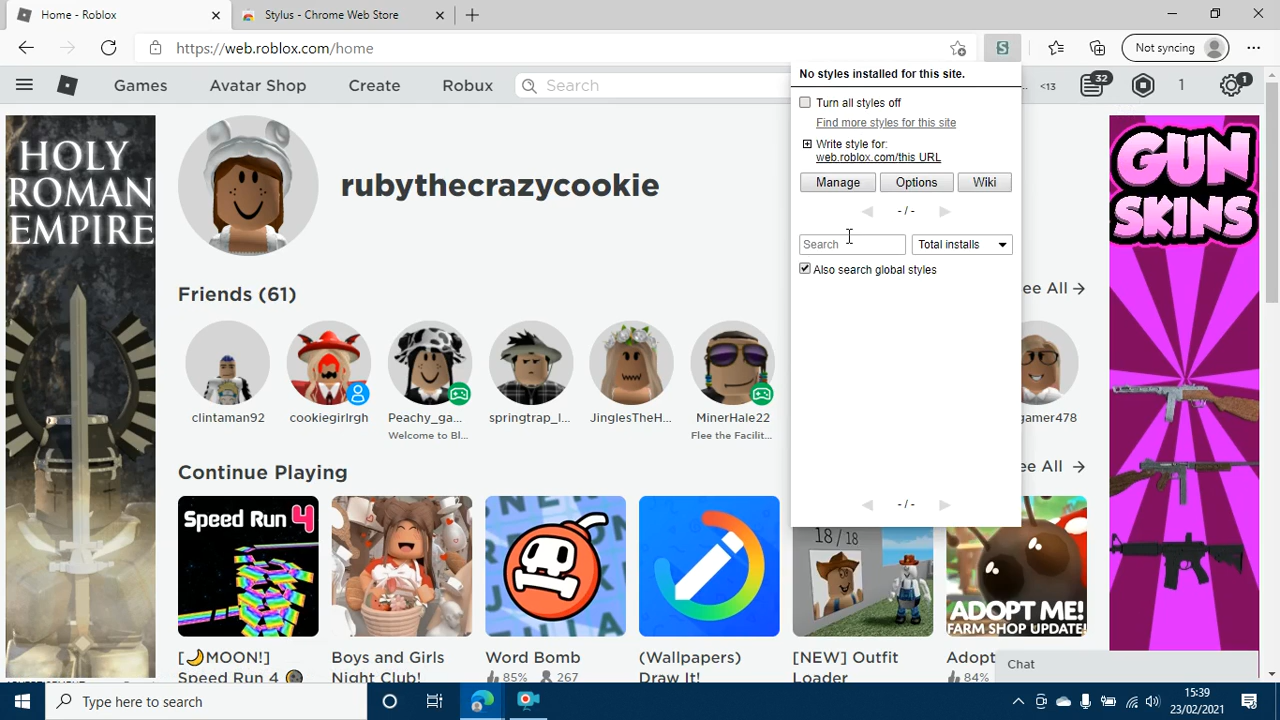 Home - Roblox
Stylus - Chrome Web Store
https://web.roblox.com/home
Not syncing
No styles installed for this site.
Games
Avatar Shop
Create
Robux
Search
<13
32
1
1
Turn all styles off
Find more styles for this site
Write style for:
web.roblox.com/this URL
Manage
Options
Wiki
- / -
Search
Total installs
Also search global styles
- / -
HOLY
ROMAN
EMPIRE
GUN
SKINS
rubythecrazycookie
Friends (61)
ee All →
clintaman92
cookiegirlrgh
Peachy_ga...
springtrap_l...
JinglesTheH...
MinerHale22
gamer478
Welcome to Bl...
Flee the Facilit...
Continue Playing
ee All →
Speed Run 4
18/18
ADOPT ME!
FARM SHOP UPDATE!
[🌙MOON!]
Speed Run 4
Boys and Girls
Night Club!
Word Bomb
85% 267
(Wallpapers)
Draw It!
[NEW] Outfit
Loader
Adopt
84%
Chat
Type here to search
15:39
23/02/2021